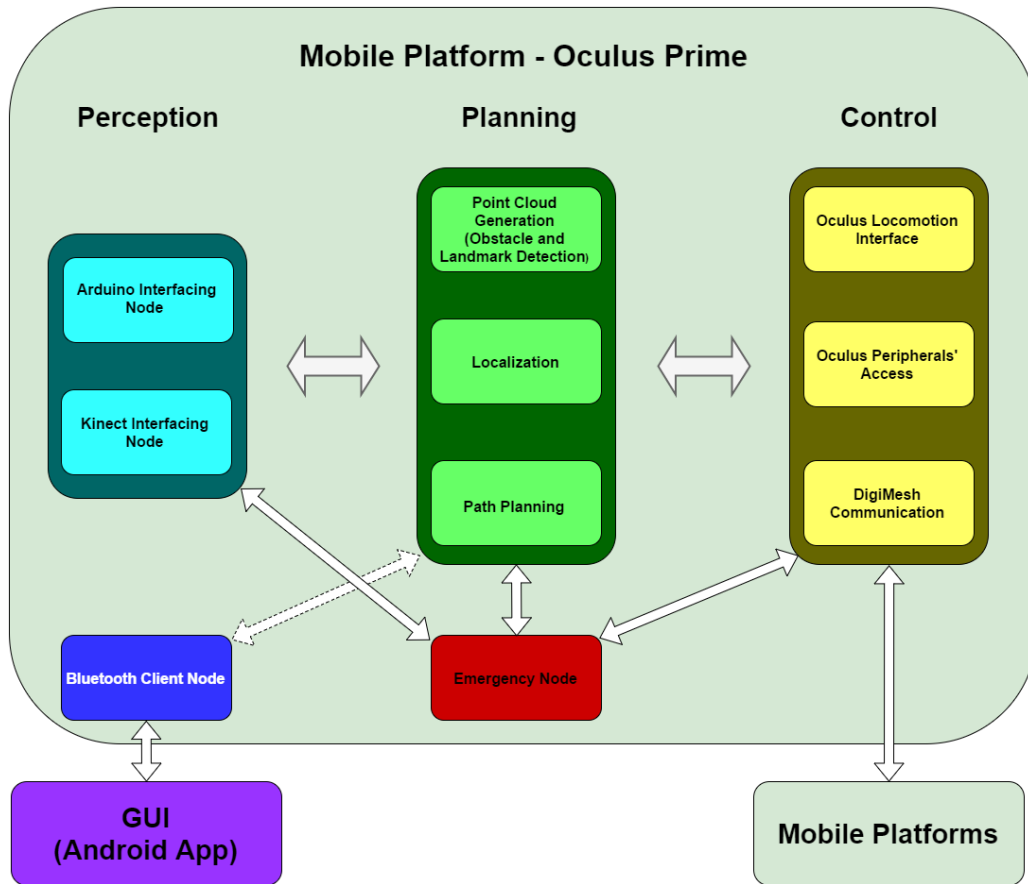 Mobile Platform - Oculus Prime
Perception
Planning
Control
Arduino Interfacing
Node
Kinect Interfacing
Node
Point Cloud
Generation
(Obstacle and
Landmark Detection)
Localization
Path Planning
Oculus Locomotion
Interface
Oculus Peripherals'
Access
DigiMesh
Communication
Bluetooth Client Node
Emergency Node
GUI
(Android App)
Mobile Platforms